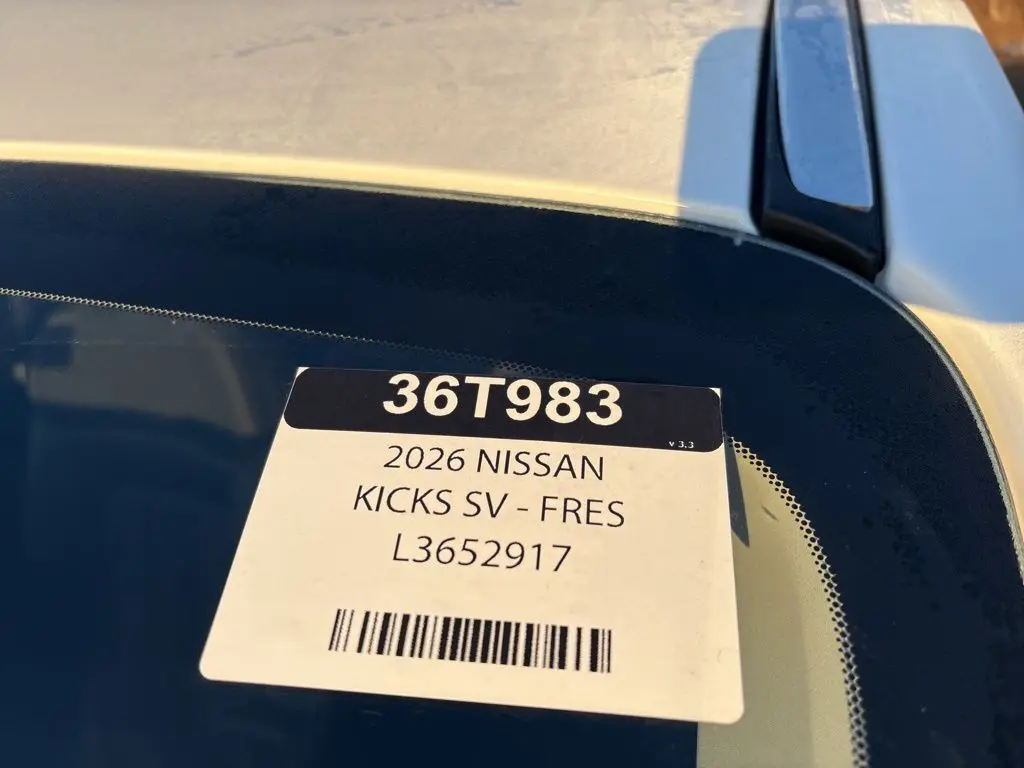 36T983
v 3.3
2026 NISSAN
KICKS SV - FRES
L3652917